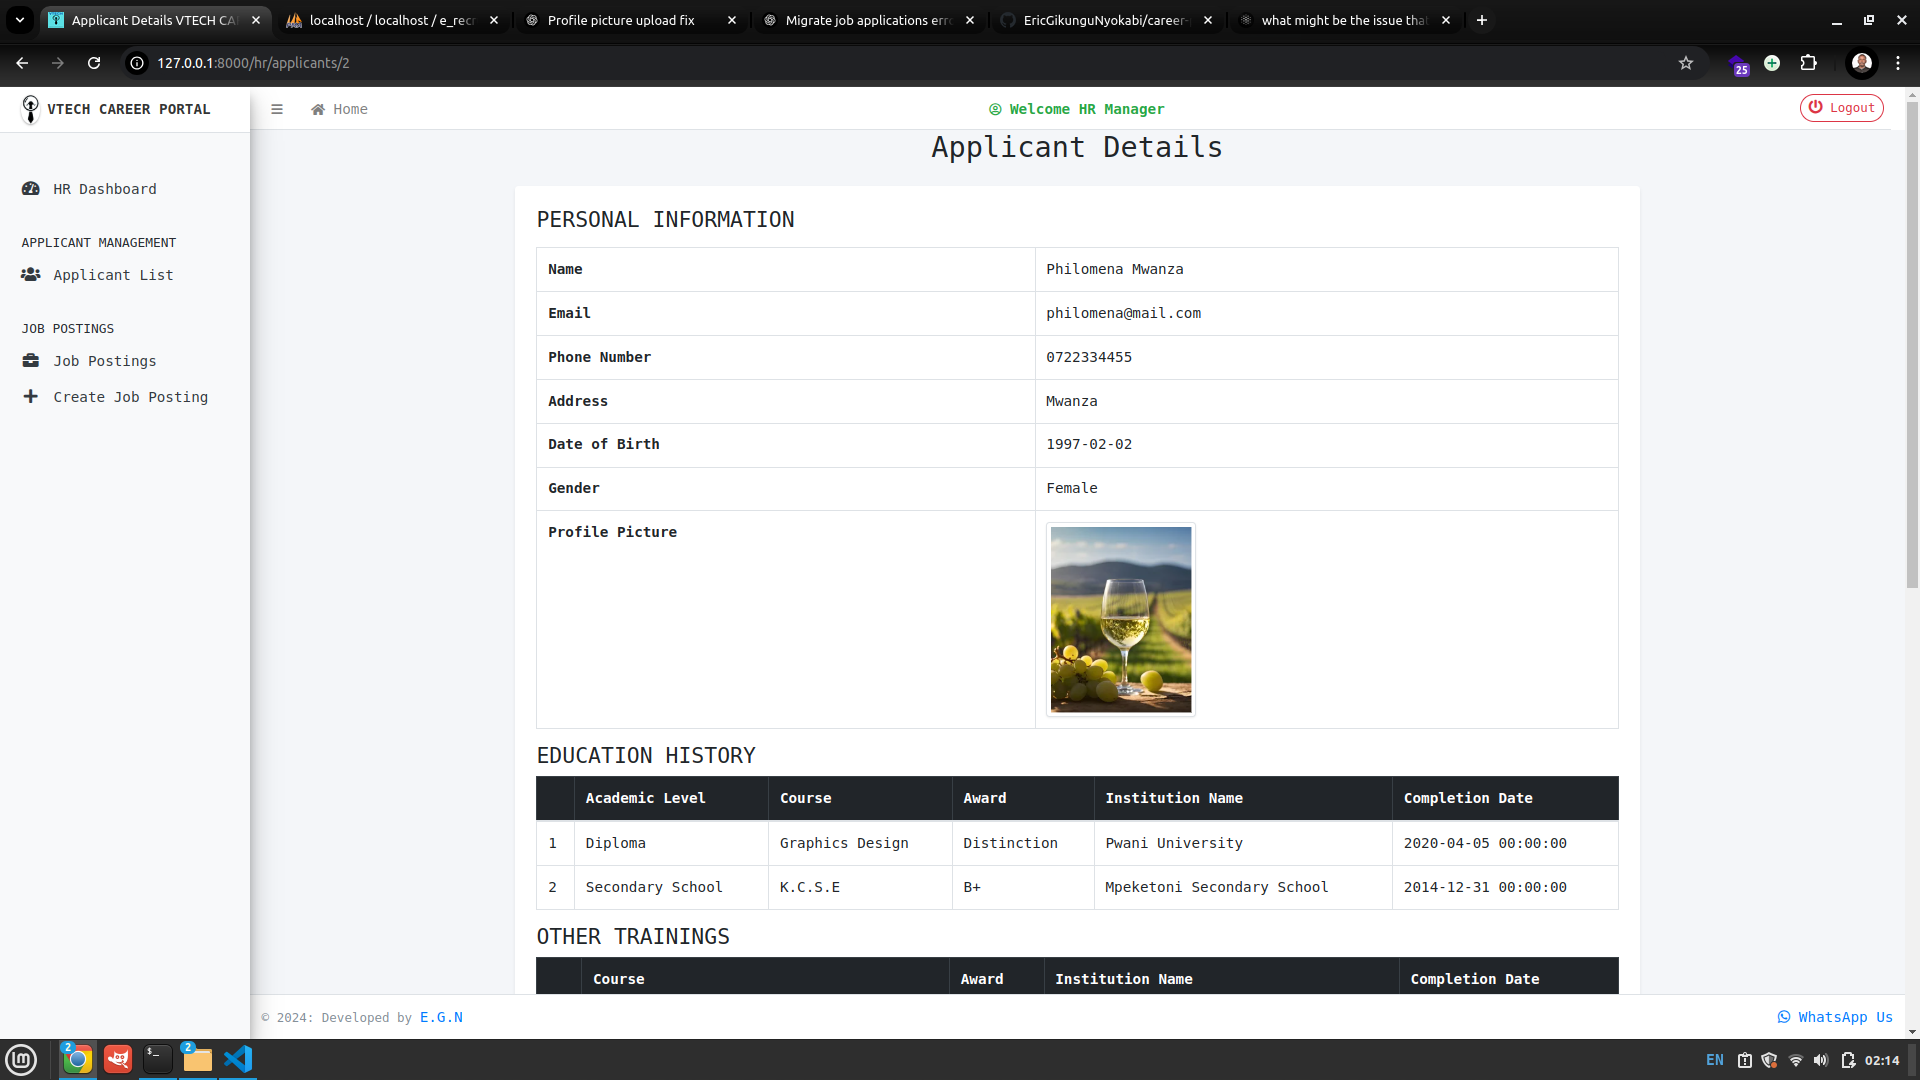 Applicant Details VTECH CA
localhost / localhost / e_recr
Profile picture upload fix
Migrate job applications erro
EricGikunguNyokabi/career-
what might be the issue tha
127.0.0.1:8000/hr/applicants/2
25
VTECH CAREER PORTAL
Home
Welcome HR Manager
Logout
HR Dashboard
APPLICANT MANAGEMENT
Applicant List
JOB POSTINGS
Job Postings
Create Job Posting
Applicant Details
PERSONAL INFORMATION
Name Philomena Mwanza
Email philomena@mail.com
Phone Number 0722334455
Address Mwanza
Date of Birth 1997-02-02
Gender Female
Profile Picture
EDUCATION HISTORY
Academic Level Course Award Institution Name Completion Date
1 Diploma Graphics Design Distinction Pwani University 2020-04-05 00:00:00
2 Secondary School K.C.S.E B+ Mpeketoni Secondary School 2014-12-31 00:00:00
OTHER TRAININGS
Course Award Institution Name Completion Date
© 2024: Developed by E.G.N
WhatsApp Us
2
2
EN
02:14